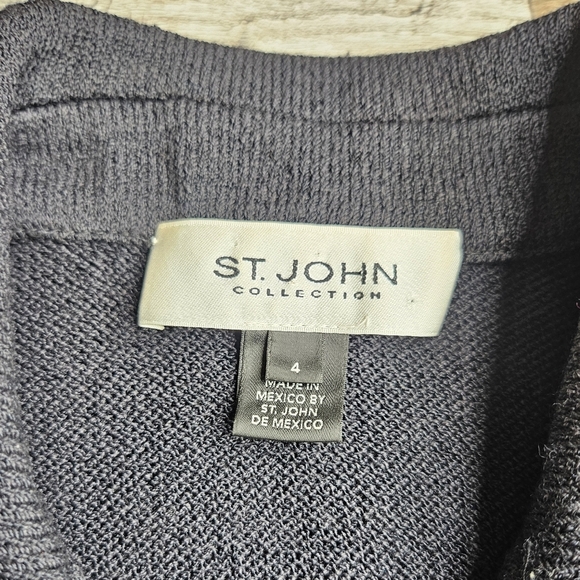 ST. JOHN
COLLECTION
4
MADE IN
MEXICO BY
ST. JOHN
DE MEXICO